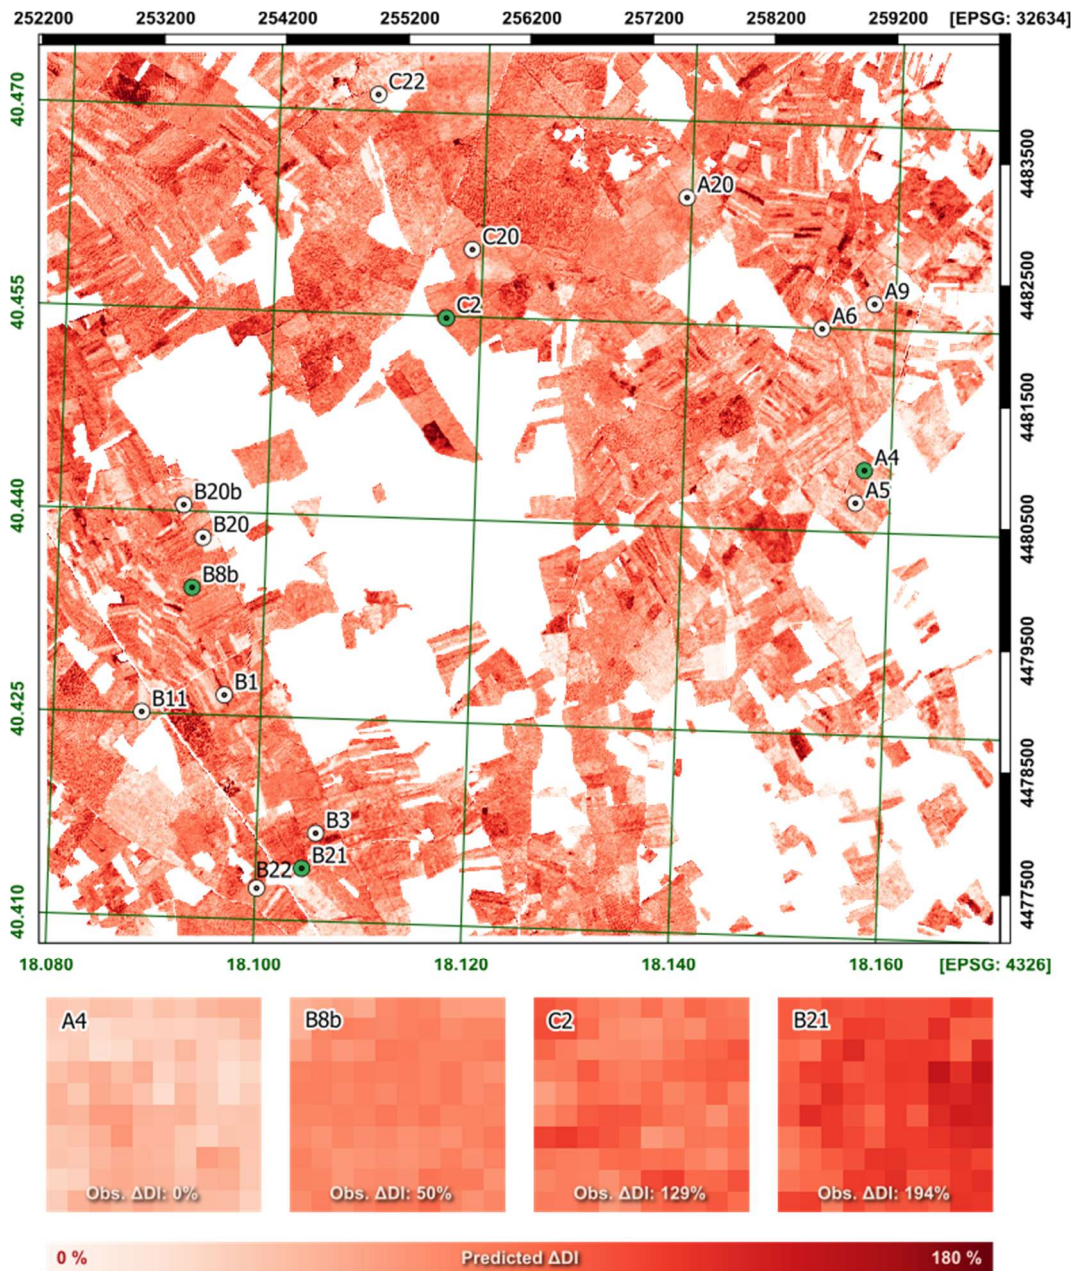 252200 253200 254200 255200 256200 257200 258200 259200 [EPSG: 32634]
40.470
C22
4483500
A20
C20
4482500
40.455
C2
A9
A6
4481500
A4
40.440
B20b
A5
B20
4480500
B8b
4479500
40.425
B1
B11
4478500
B3
B21
B22
4477500
40.410
18.080 18.100 18.120 18.140 18.160 [EPSG: 4326]
A4 B8b C2 B21
Obs. ΔDI: 0% Obs. ΔDI: 50% Obs. ΔDI: 129% Obs. ΔDI: 194%
0 % Predicted ΔDI 180 %